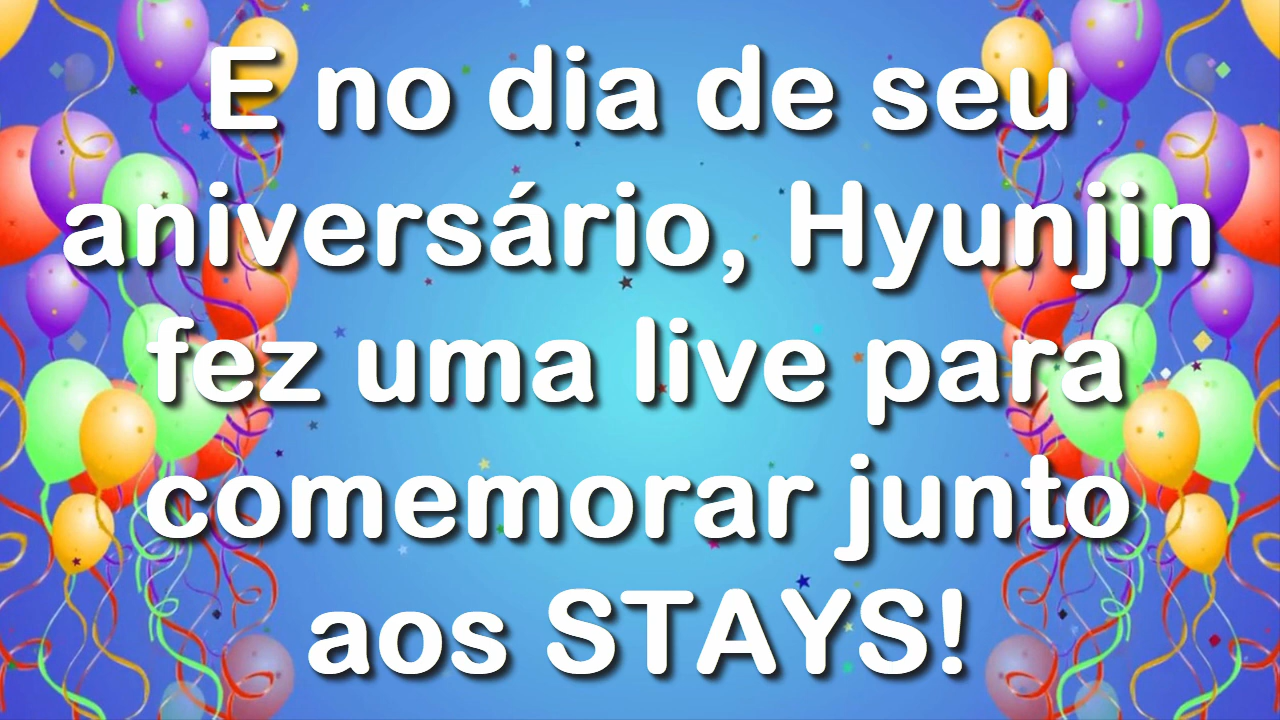 E no dia de seu
aniversário, Hyunjin
fez uma live para
comemorar junto
aos STAYS!